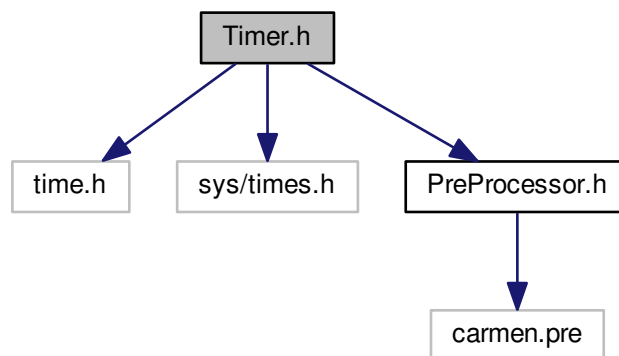 Timer.h
time.h
sys/times.h
PreProcessor.h
carmen.pre